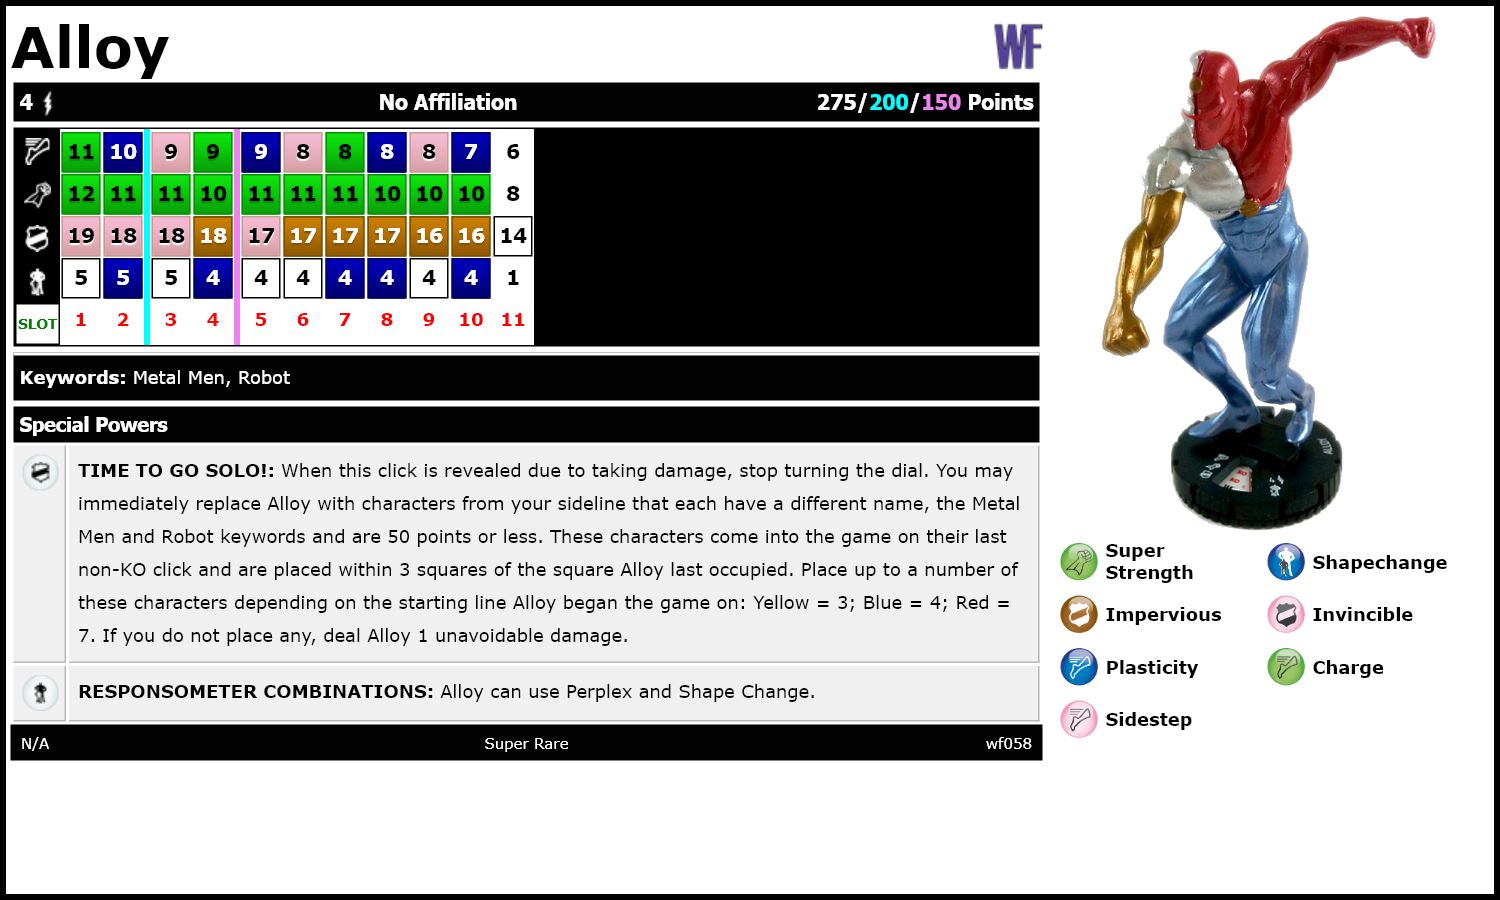 Alloy
WF
4 No Affiliation 275/200/150 Points
11 10 9 9 9 8 8 8 8 7 6
12 11 11 10 11 11 11 10 10 10 8
19 18 18 18 17 17 17 17 16 16 14
5 5 5 4 4 4 4 4 4 4 1
SLOT 1 2 3 4 5 6 7 8 9 10 11
Keywords: Metal Men, Robot
Special Powers
TIME TO GO SOLO!: When this click is revealed due to taking damage, stop turning the dial. You may
immediately replace Alloy with characters from your sideline that each have a different name, the Metal
Men and Robot keywords and are 50 points or less. These characters come into the game on their last
non-KO click and are placed within 3 squares of the square Alloy last occupied. Place up to a number of
these characters depending on the starting line Alloy began the game on: Yellow = 3; Blue = 4; Red =
7. If you do not place any, deal Alloy 1 unavoidable damage.
RESPONSOMETER COMBINATIONS: Alloy can use Perplex and Shape Change.
N/A Super Rare wf058
ALLOY
Super
Strength
Shapechange
Impervious
Invincible
Plasticity
Charge
Sidestep